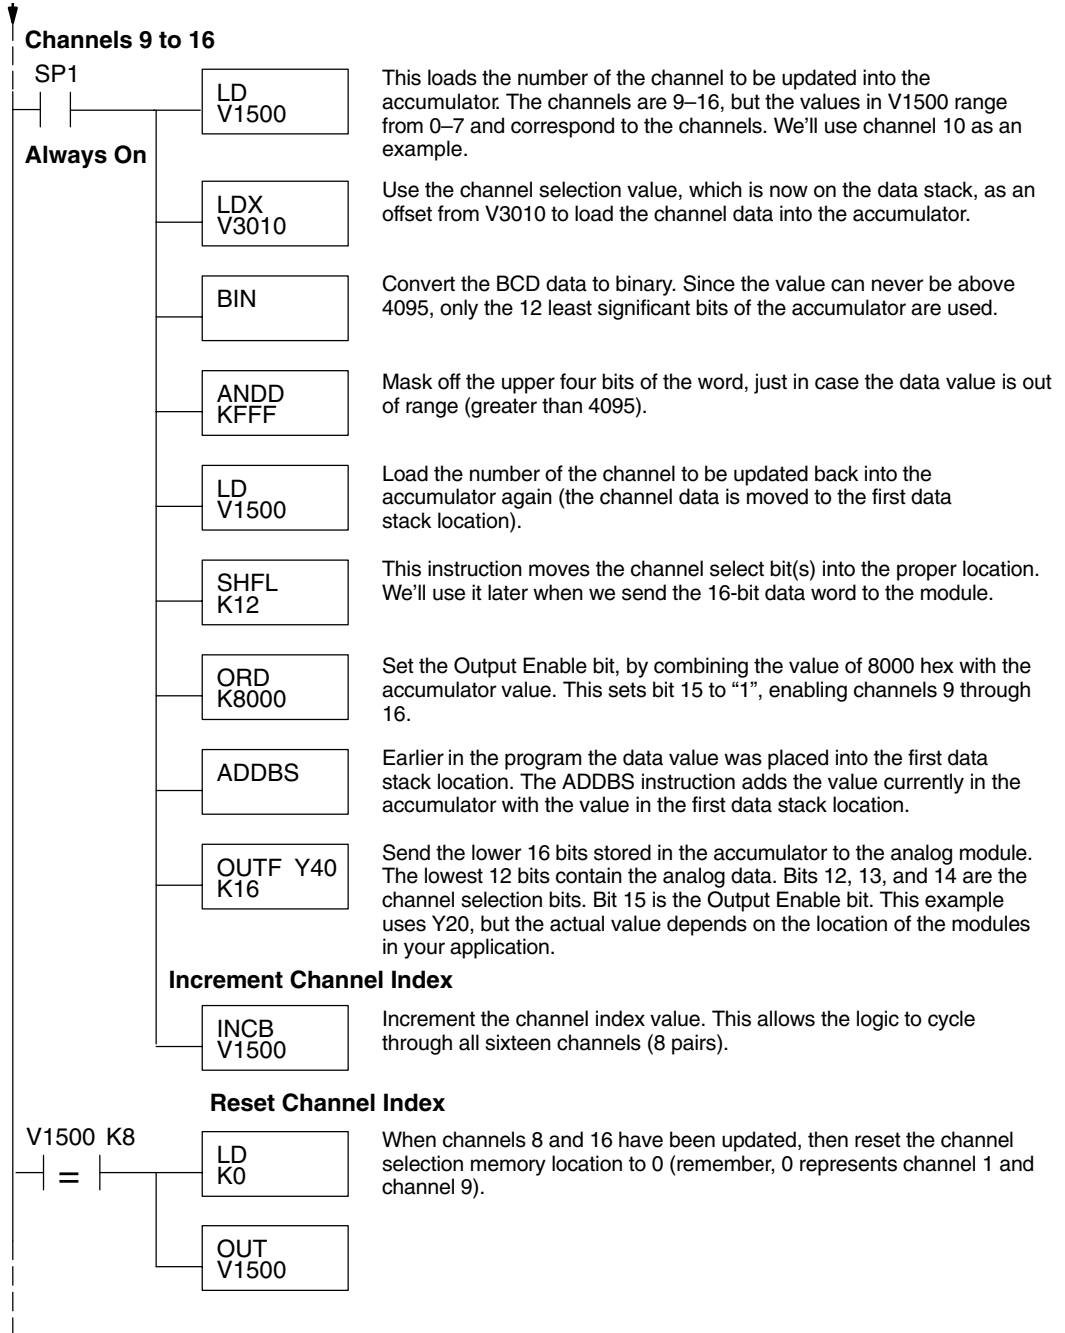 Channels 9 to 16
SP1
Always On
LD
V1500
This loads the number of the channel to be updated into the
accumulator. The channels are 9–16, but the values in V1500 range
from 0–7 and correspond to the channels. We’ll use channel 10 as an
example.
LDX
V3010
Use the channel selection value, which is now on the data stack, as an
offset from V3010 to load the channel data into the accumulator.
BIN
Convert the BCD data to binary. Since the value can never be above
4095, only the 12 least significant bits of the accumulator are used.
ANDD
KFFF
Mask off the upper four bits of the word, just in case the data value is out
of range (greater than 4095).
LD
V1500
Load the number of the channel to be updated back into the
accumulator again (the channel data is moved to the first data
stack location).
SHFL
K12
This instruction moves the channel select bit(s) into the proper location.
We’ll use it later when we send the 16-bit data word to the module.
ORD
K8000
Set the Output Enable bit, by combining the value of 8000 hex with the
accumulator value. This sets bit 15 to “1”, enabling channels 9 through
16.
ADDBS
Earlier in the program the data value was placed into the first data
stack location. The ADDBS instruction adds the value currently in the
accumulator with the value in the first data stack location.
OUTF Y40
K16
Send the lower 16 bits stored in the accumulator to the analog module.
The lowest 12 bits contain the analog data. Bits 12, 13, and 14 are the
channel selection bits. Bit 15 is the Output Enable bit. This example
uses Y20, but the actual value depends on the location of the modules
in your application.
Increment Channel Index
INCB
V1500
Increment the channel index value. This allows the logic to cycle
through all sixteen channels (8 pairs).
Reset Channel Index
V1500 K8
=
LD
K0
When channels 8 and 16 have been updated, then reset the channel
selection memory location to 0 (remember, 0 represents channel 1 and
channel 9).
OUT
V1500